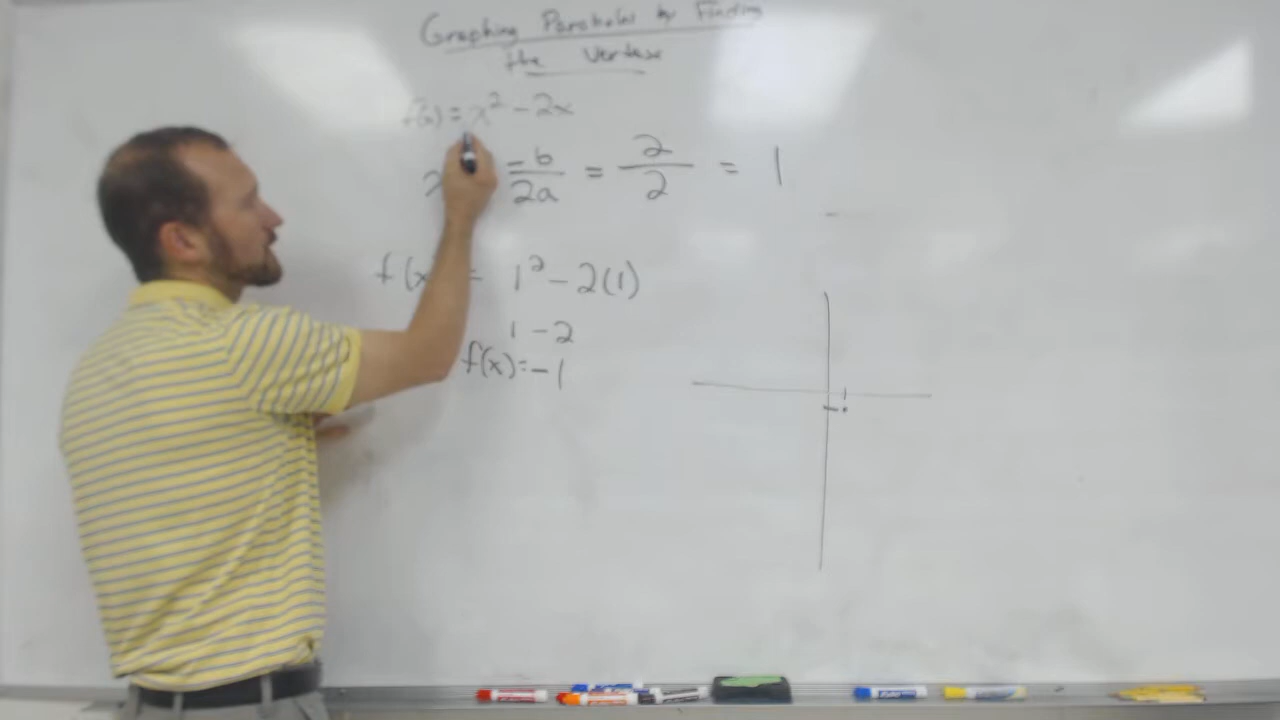 Graphing Parabolas by Finding
the Vertex
f(x) = x² - 2x
-b/2a = 2/2 = 1
f(x = 1² - 2(1)
1 - 2
f(x) = -1